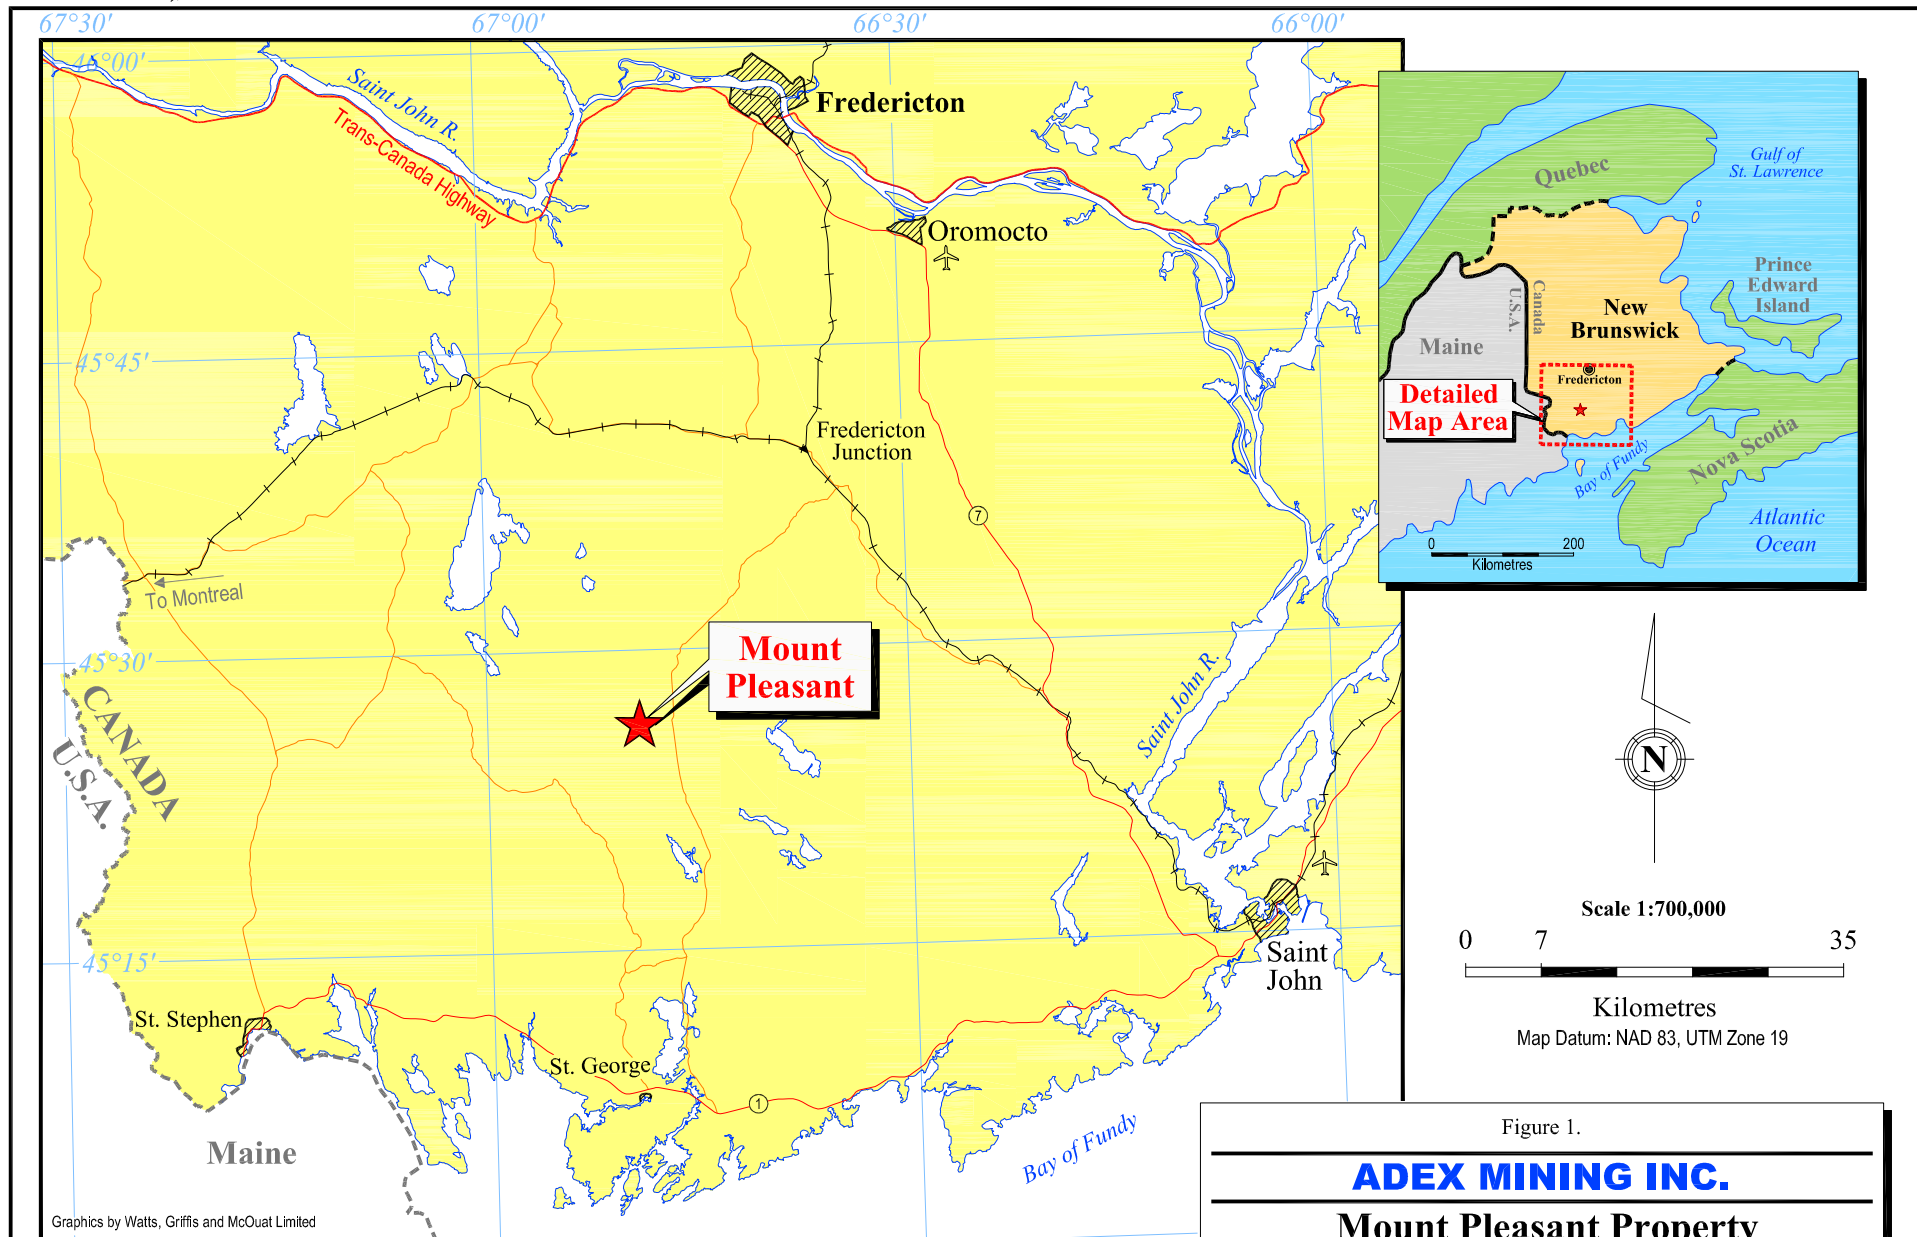 67°30'
67°00'
66°30'
66°00'
46°00'
Saint John R.
Trans-Canada Highway
Fredericton
Oromocto
45°45'
Fredericton
Junction
7
To Montreal
45°30'
CANADA
U.S.A.
Mount
Pleasant
Saint John R.
45°15'
Saint
John
St. Stephen
St. George
1
Maine
Bay of Fundy
Graphics by Watts, Griffis and McOuat Limited
Quebec
Gulf of
St. Lawrence
Prince
Edward
Island
Canada
U.S.A.
New
Brunswick
Maine
Fredericton
Detailed
Map Area
Nova Scotia
Bay of Fundy
Atlantic
Ocean
0 200
Kilometres
N
Scale 1:700,000
0 7 35
Kilometres
Map Datum: NAD 83, UTM Zone 19
Figure 1.
ADEX MINING INC.
Mount Pleasant Property